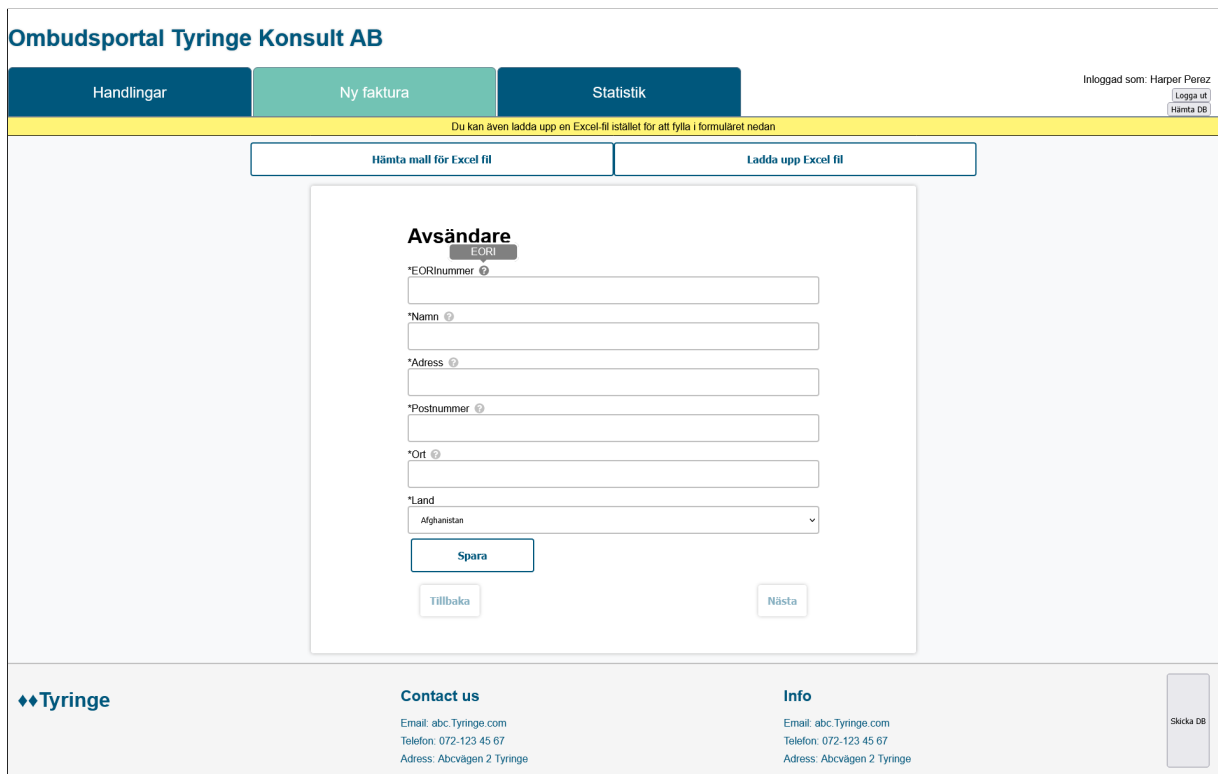 Ombudsportal Tyringe Konsult AB
Handlingar
Ny faktura
Statistik
Inloggad som: Harper Perez
Logga ut
Hämta DB
Du kan även ladda upp en Excel-fil istället för att fylla i formuläret nedan
Hämta mall för Excel fil
Ladda upp Excel fil
Avsändare
EORI
*EORInummer ?
*Namn ?
*Adress ?
*Postnummer ?
*Ort ?
*Land
Afghanistan
Spara
Tillbaka
Nästa
♦♦Tyringe
Contact us
Email: abc.Tyringe.com
Telefon: 072-123 45 67
Adress: Abcvägen 2 Tyringe
Info
Email: abc.Tyringe.com
Telefon: 072-123 45 67
Adress: Abcvägen 2 Tyringe
Skicka DB